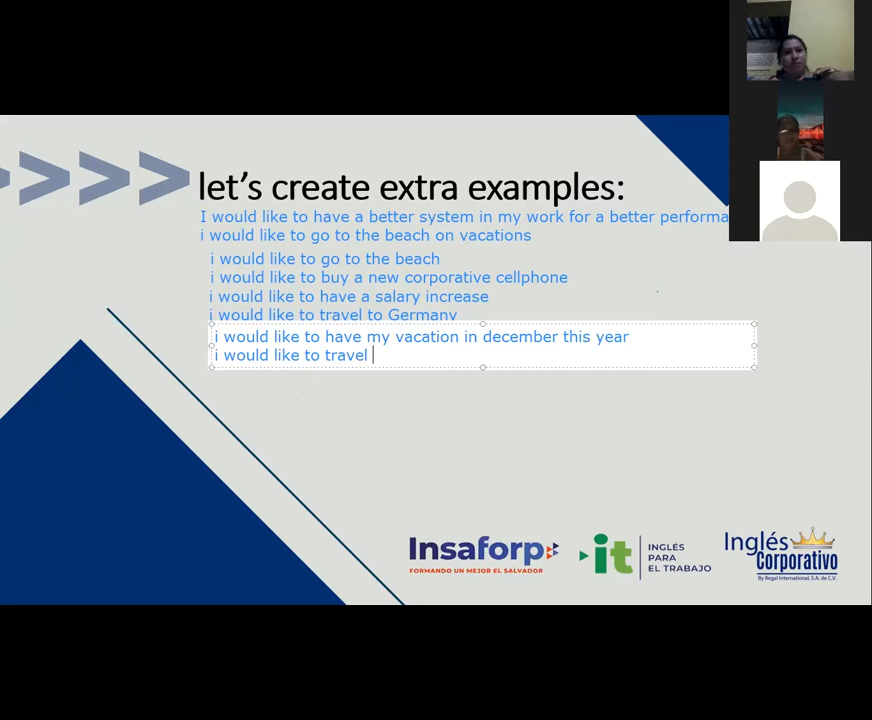 let's create extra examples:
I would like to have a better system in my work for a better performa
i would like to go to the beach on vacations
i would like to go to the beach
i would like to buy a new corporative cellphone
i would like to have a salary increase
i would like to travel to Germany
i would like to have my vacation in december this year
i would like to travel
Insaforp
FORMANDO UN MEJOR EL SALVADOR
it
INGLÉS
PARA
EL TRABAJO
Inglés
Corporativo
By Regal International, S.A. de C.V.